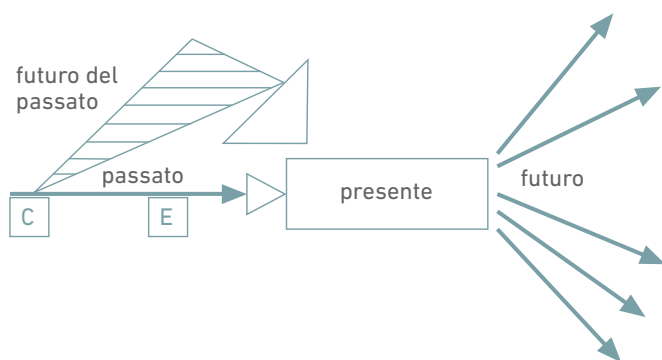 futuro del
passato
passato
C
E
presente
futuro